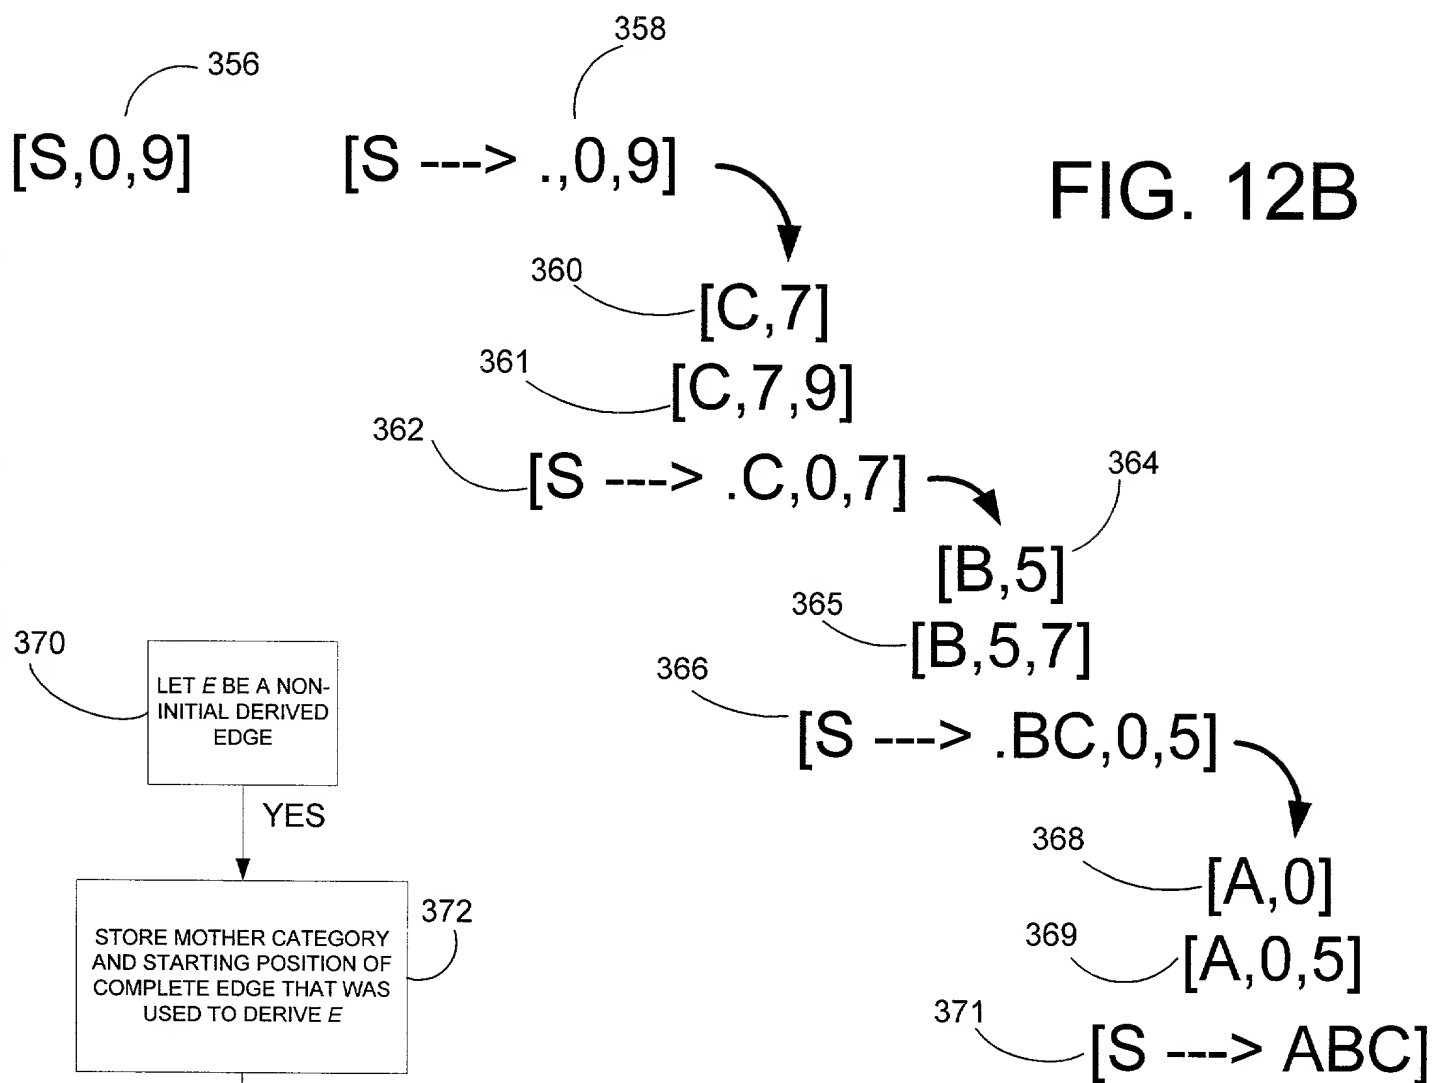 358
356
[S,0,9]
[S ---> .,0,9]
FIG. 12B
360
[C,7]
361
[C,7,9]
362
[S ---> .C,0,7]
364
[B,5]
365
[B,5,7]
366
[S ---> .BC,0,5]
368
[A,0]
369
[A,0,5]
371
[S ---> ABC]
370
LET E BE A NON-
INITIAL DERIVED
EDGE
YES
372
STORE MOTHER CATEGORY
AND STARTING POSITION OF
COMPLETE EDGE THAT WAS
USED TO DERIVE E